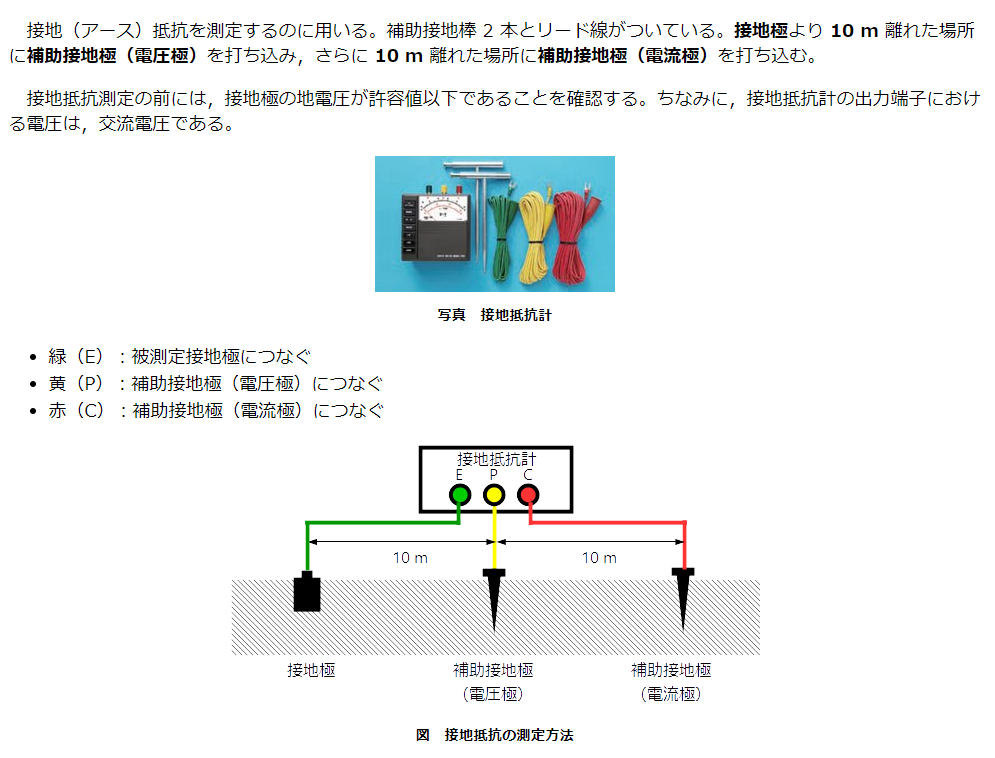 接地（アース）抵抗を測定するのに用いる。補助接地棒 2 本とリード線がついている。接地極より 10 m 離れた場所
に補助接地極（電圧極）を打ち込み，さらに 10 m 離れた場所に補助接地極（電流極）を打ち込む。
接地抵抗測定の前には，接地極の地電圧が許容値以下であることを確認する。ちなみに，接地抵抗計の出力端子におけ
る電圧は，交流電圧である。
写真　接地抵抗計
• 緑（E）：被測定接地極につなぐ
• 黄（P）：補助接地極（電圧極）につなぐ
• 赤（C）：補助接地極（電流極）につなぐ
接地抵抗計
E P C
10 m 10 m
接地極 補助接地極 補助接地極
(電圧極) (電流極)
図　接地抵抗の測定方法